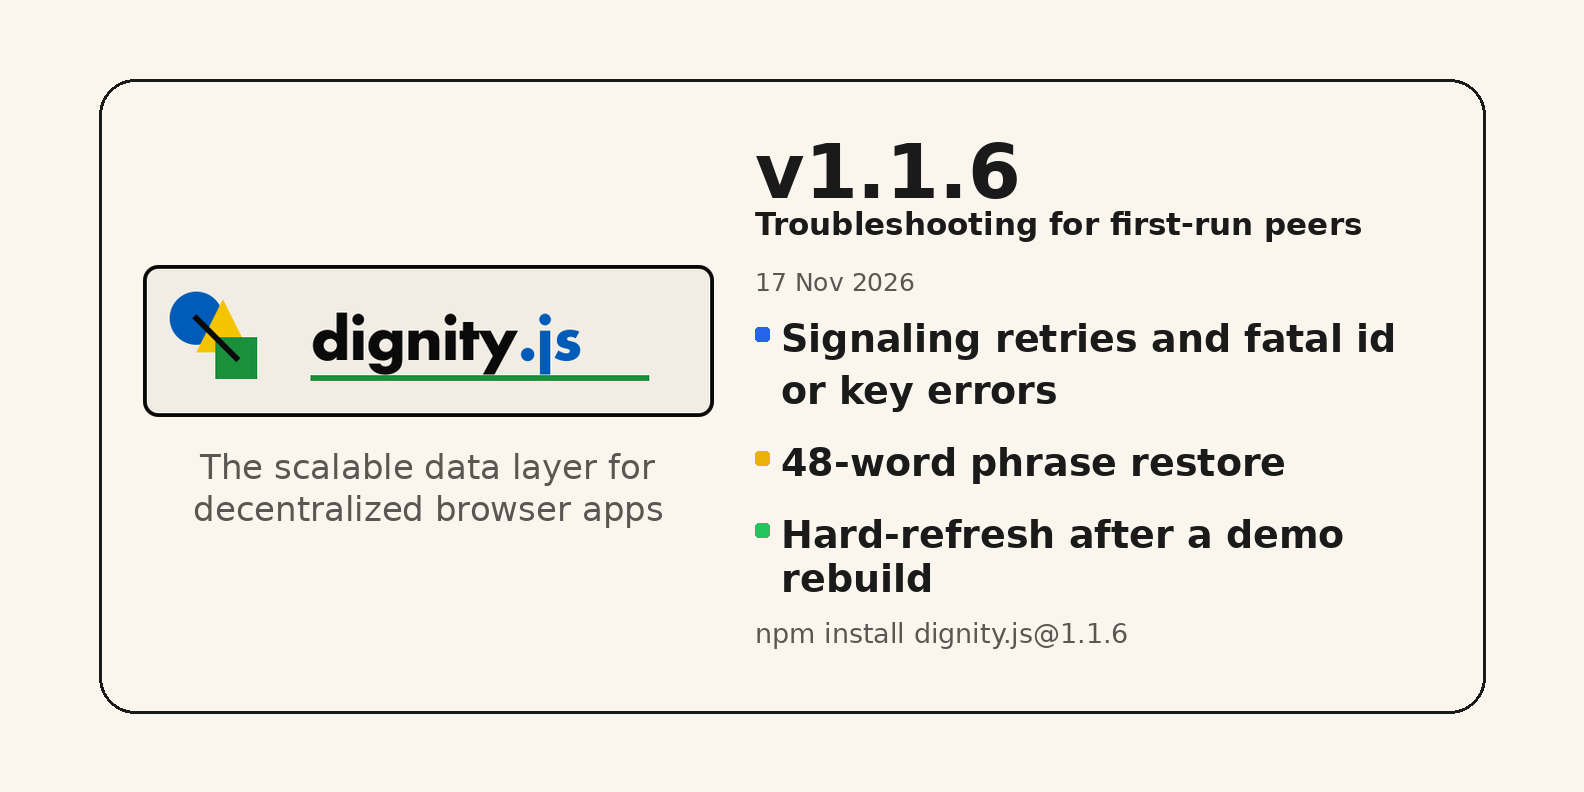 dignity.js
The scalable data layer for
decentralized browser apps
v1.1.6
Troubleshooting for first-run peers
17 Nov 2026
Signaling retries and fatal id
or key errors
48-word phrase restore
Hard-refresh after a demo
rebuild
npm install dignity.js@1.1.6